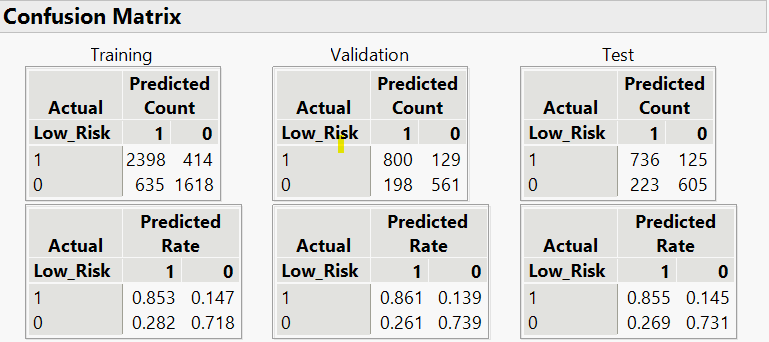 Confusion Matrix
Training Validation Test
Predicted Predicted Predicted
Actual Count Actual Count Actual Count
Low_Risk 1 0 Low_Risk 1 0 Low_Risk 1 0
1 2398 414 1 800 129 1 736 125
0 635 1618 0 198 561 0 223 605
Predicted Predicted Predicted
Actual Rate Actual Rate Actual Rate
Low_Risk 1 0 Low_Risk 1 0 Low_Risk 1 0
1 0.853 0.147 1 0.861 0.139 1 0.855 0.145
0 0.282 0.718 0 0.261 0.739 0 0.269 0.731